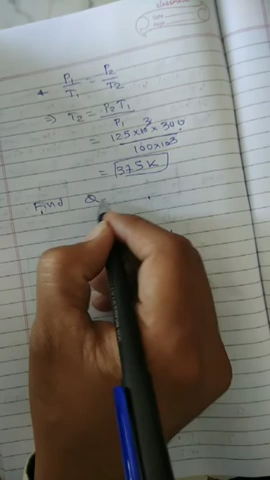 * P₁/T₁ = P₂/T₂
⇒ T₂ = P₂T₁/P₁
= 125×10³×300/100×10³
= 375K
Find Q